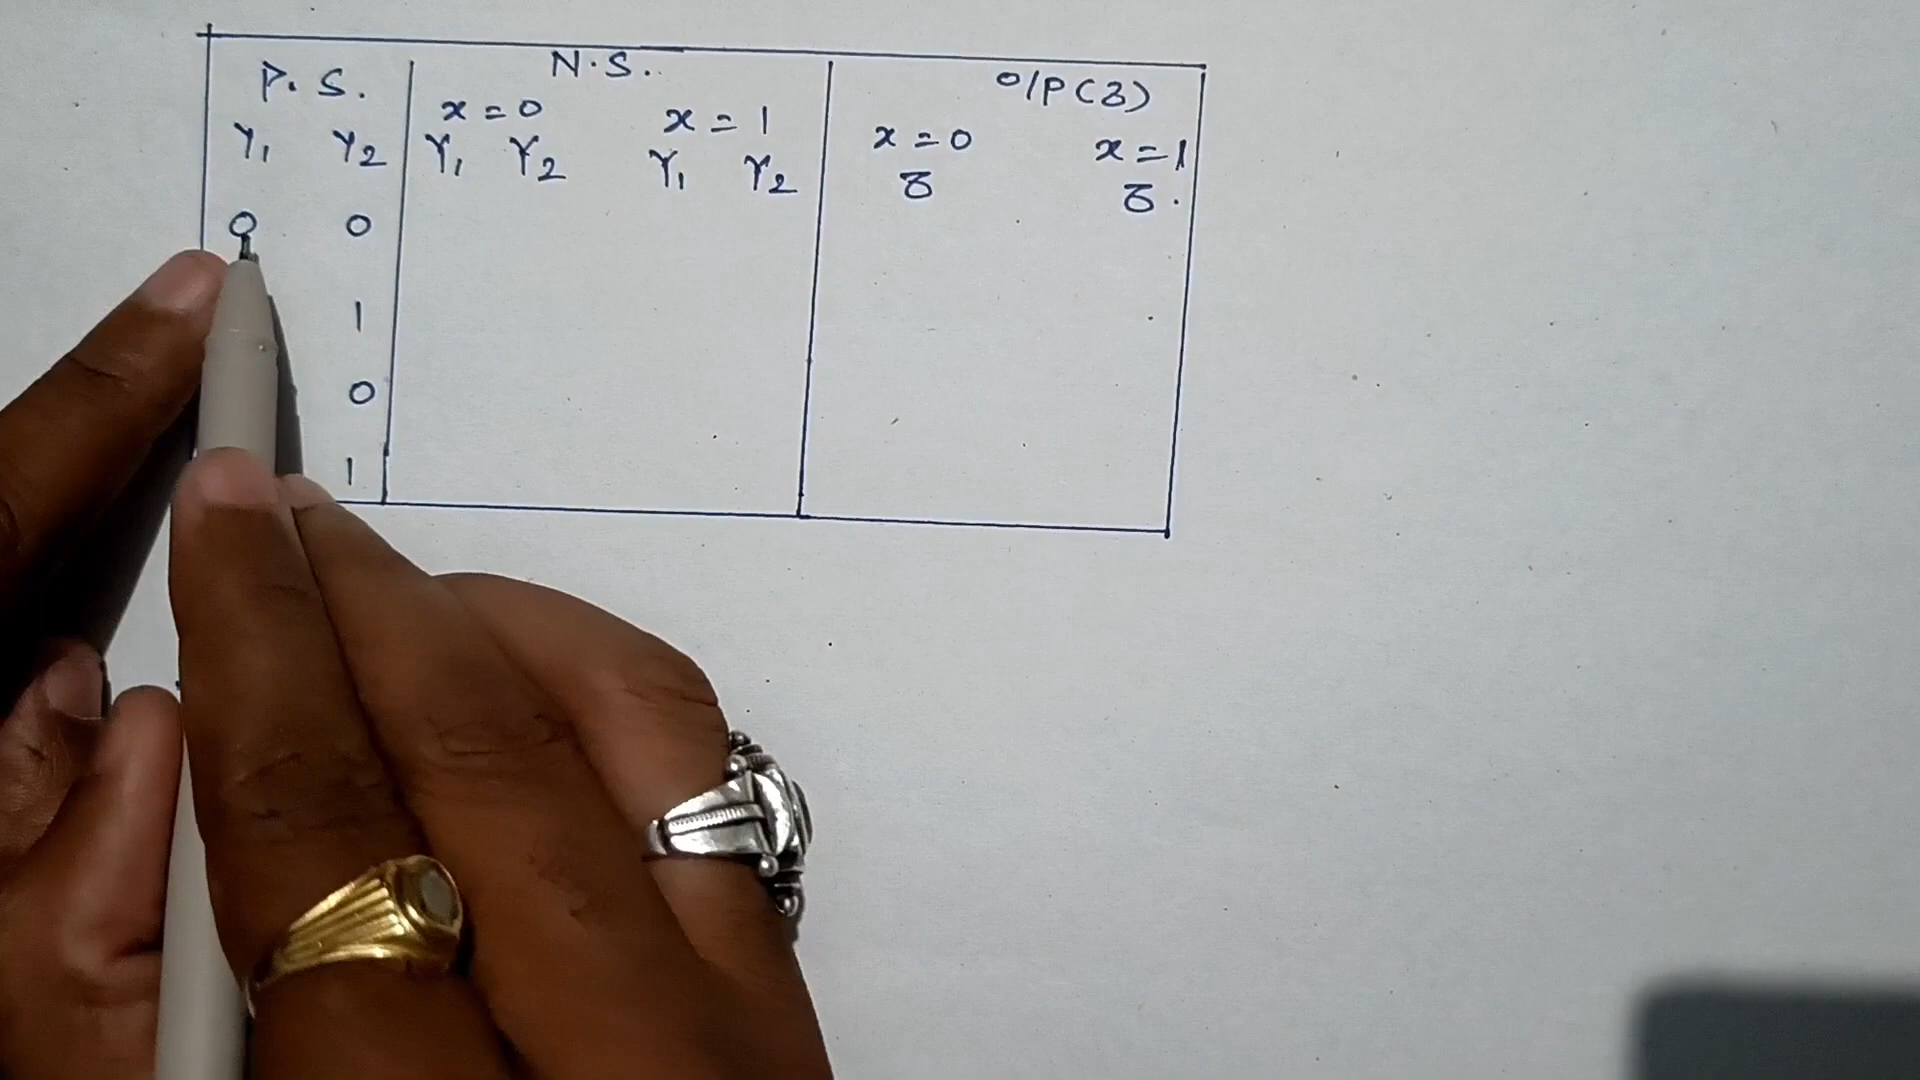 P. S. N.S. O/P (z)
x = 0 x = 1 x = 0 x = 1
Y1 Y2 Y1 Y2 Y1 Y2 z z
0 0
1
0
1